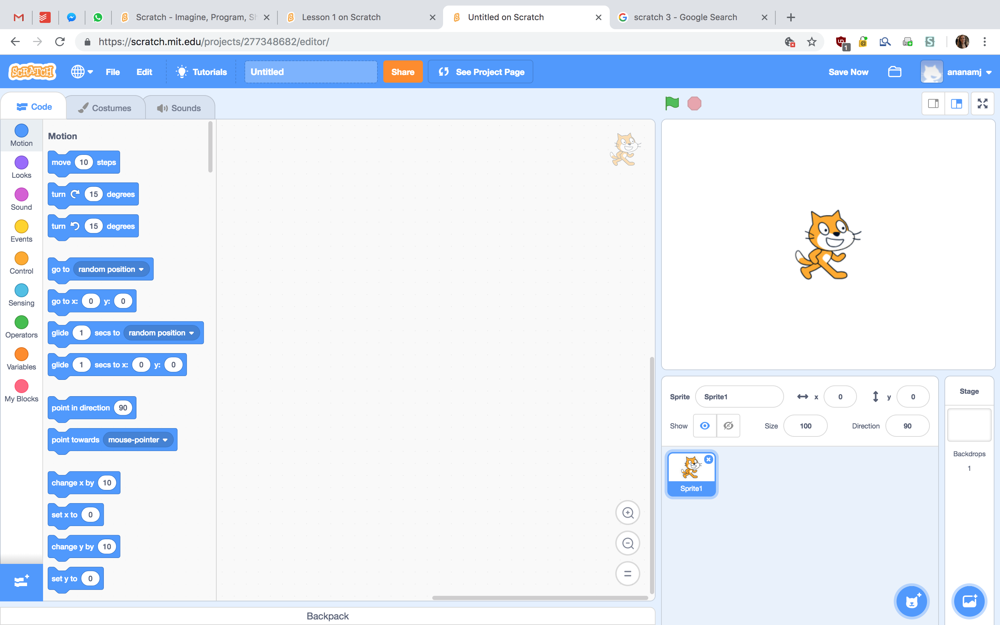 Scratch - Imagine, Program, Sh
Lesson 1 on Scratch
Untitled on Scratch
scratch 3 - Google Search
https://scratch.mit.edu/projects/277348682/editor/
1
SCRATCH
File
Edit
Tutorials
Untitled
Share
See Project Page
Save Now
ananamj
Code
Costumes
Sounds
Motion
Looks
Sound
Events
Control
Sensing
Operators
Variables
My Blocks
Motion
move 10 steps
turn 15 degrees
turn 15 degrees
go to random position
go to x: 0 y: 0
glide 1 secs to random position
glide 1 secs to x: 0 y: 0
point in direction 90
point towards mouse-pointer
change x by 10
set x to 0
change y by 10
set y to 0
Backpack
Sprite Sprite1 x 0 y 0
Show Size 100 Direction 90
Sprite1
Stage
Backdrops
1